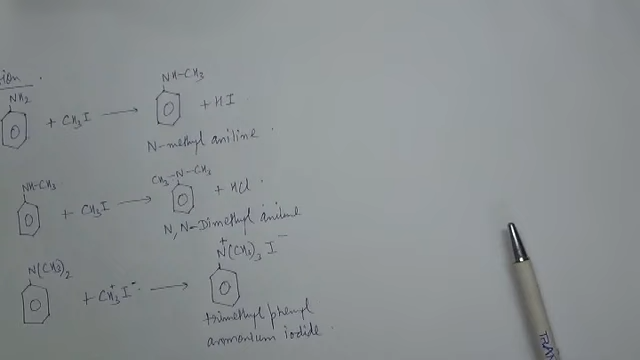 NH2 + CH3I ⟶ NH-CH3 + HI
N-methyl aniline.
NH-CH3 + CH3I ⟶ CH3-N-CH3 + HCl.
N, N-Dimethyl aniline
N(CH3)2 + CH3+ I- ⟶ N+(CH3)3 I-
trimethyl phenyl
ammonium iodide.